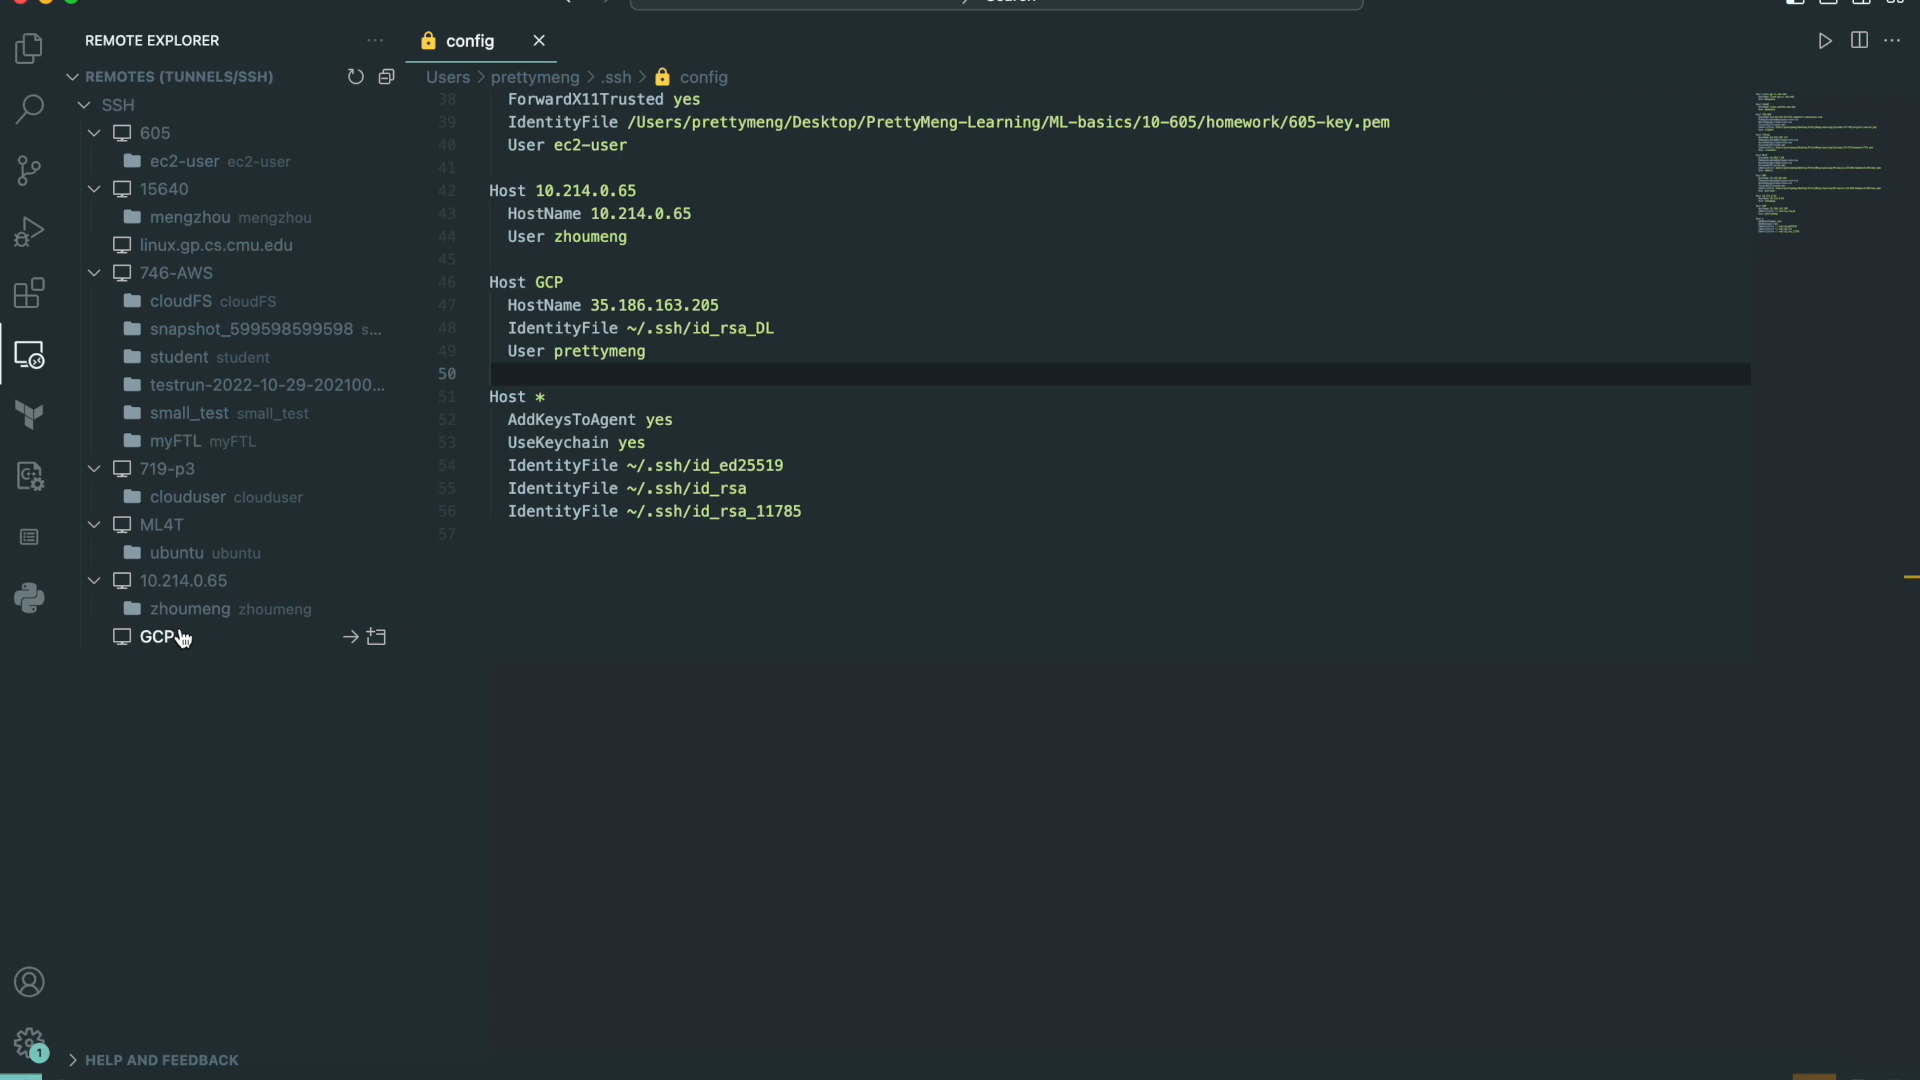 REMOTE EXPLORER
config
REMOTES (TUNNELS/SSH)
Users > prettymeng > .ssh > config
SSH
605
ec2-user ec2-user
15640
mengzhou mengzhou
linux.gp.cs.cmu.edu
746-AWS
cloudFS cloudFS
snapshot_599598599598 s...
student student
testrun-2022-10-29-202100...
small_test small_test
myFTL myFTL
719-p3
clouduser clouduser
ML4T
ubuntu ubuntu
10.214.0.65
zhoumeng zhoumeng
GCP
HELP AND FEEDBACK
1
38 ForwardX11Trusted yes
39 IdentityFile /Users/prettymeng/Desktop/PrettyMeng-Learning/ML-basics/10-605/homework/605-key.pem
40 User ec2-user
41
42 Host 10.214.0.65
43 HostName 10.214.0.65
44 User zhoumeng
45
46 Host GCP
47 HostName 35.186.163.205
48 IdentityFile ~/.ssh/id_rsa_DL
49 User prettymeng
50
51 Host *
52 AddKeysToAgent yes
53 UseKeychain yes
54 IdentityFile ~/.ssh/id_ed25519
55 IdentityFile ~/.ssh/id_rsa
56 IdentityFile ~/.ssh/id_rsa_11785
57